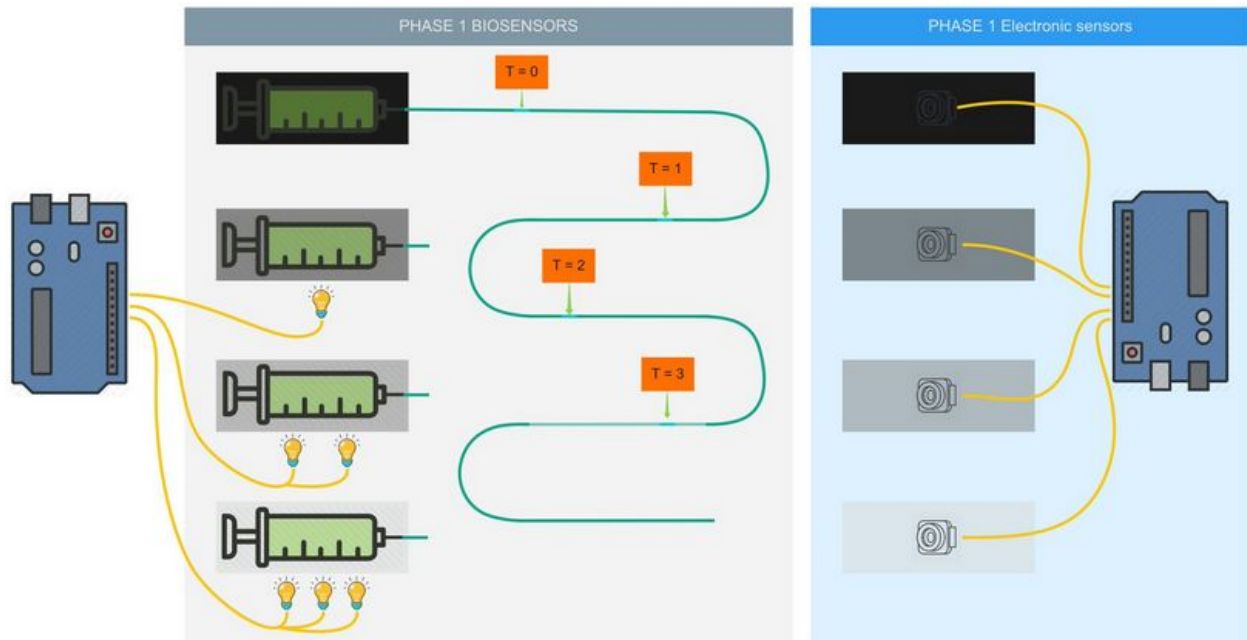 PHASE 1 BIOSENSORS
PHASE 1 Electronic sensors
T = 0
T = 1
T = 2
T = 3